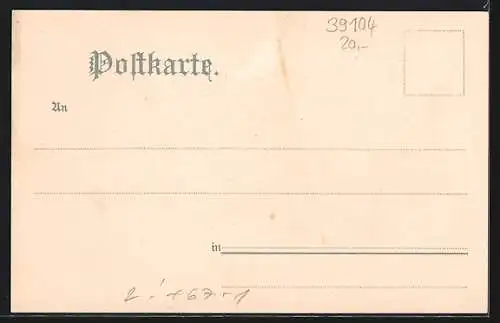 39104
20,-
Postkarte.
An
in